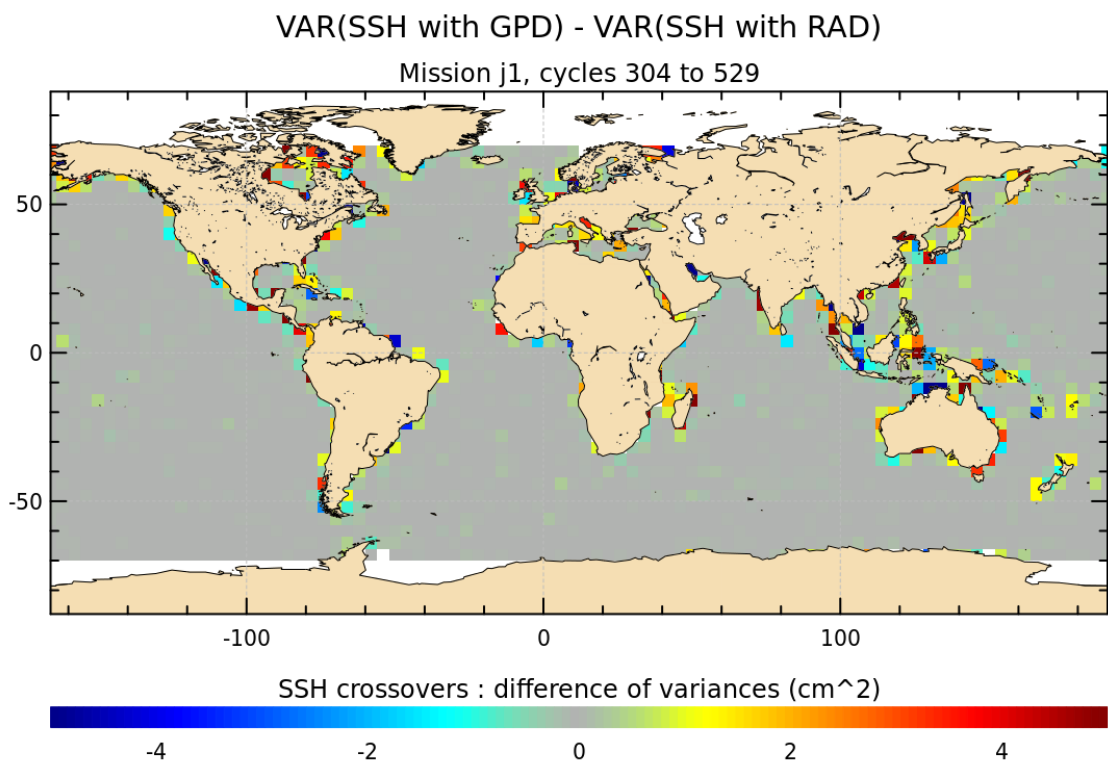 VAR(SSH with GPD) - VAR(SSH with RAD)
Mission j1, cycles 304 to 529
50
0
-50
-100 0 100
SSH crossovers : difference of variances (cm^2)
-4 -2 0 2 4